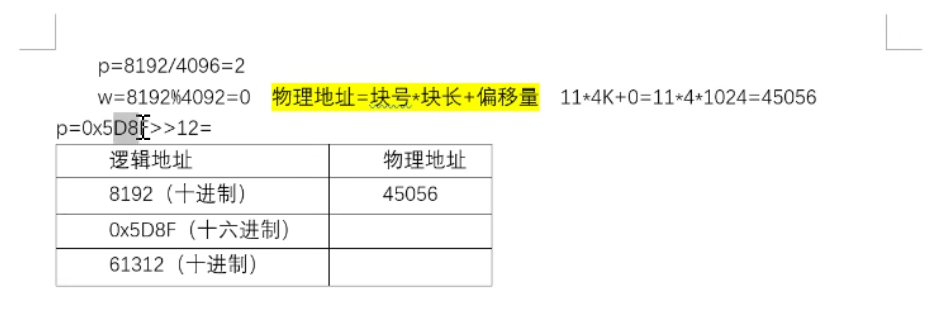 p=8192/4096=2
w=8192%4092=0 物理地址=块号*块长+偏移量 11*4K+0=11*4*1024=45056
p=0x5D8F>>12=
逻辑地址 物理地址
8192（十进制） 45056
0x5D8F（十六进制）
61312（十进制）